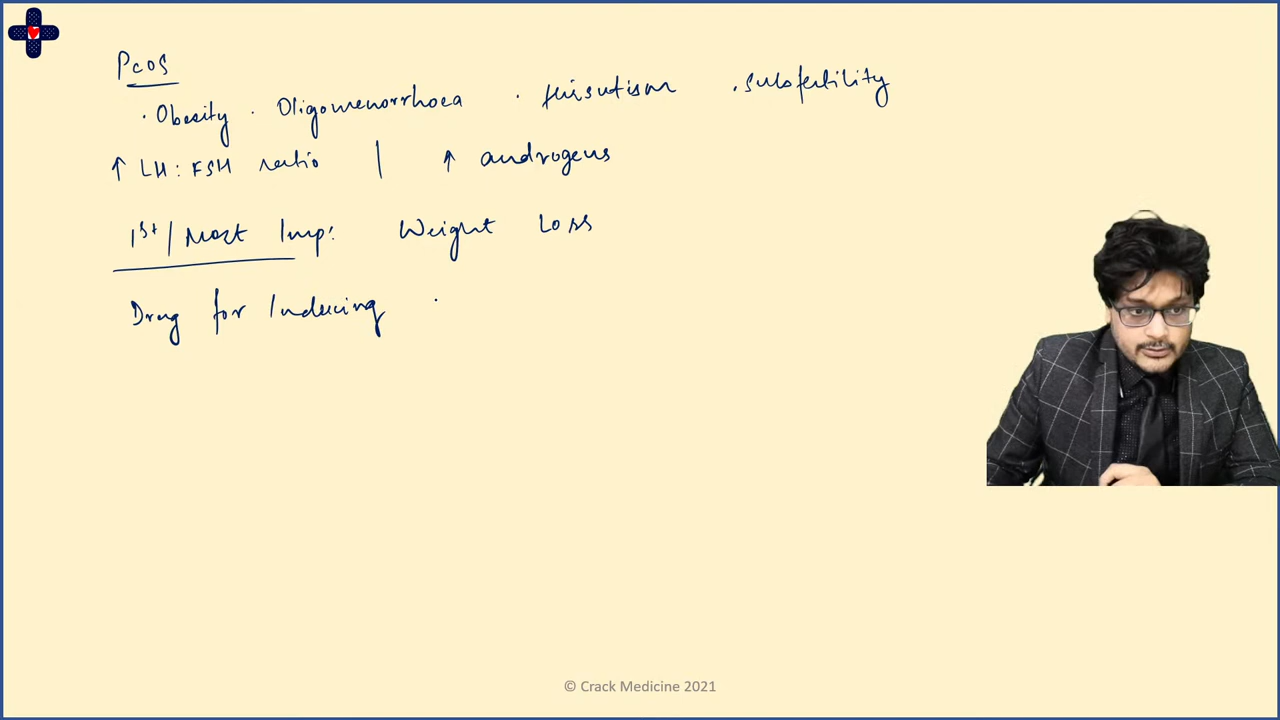 PCOS
· Obesity · Oligomenorrhoea · Hirsutism · subfertility
↑ LH : FSH ratio | ↑ androgens
1st / Most Imp: Weight Loss
Drug for Inducing
© Crack Medicine 2021